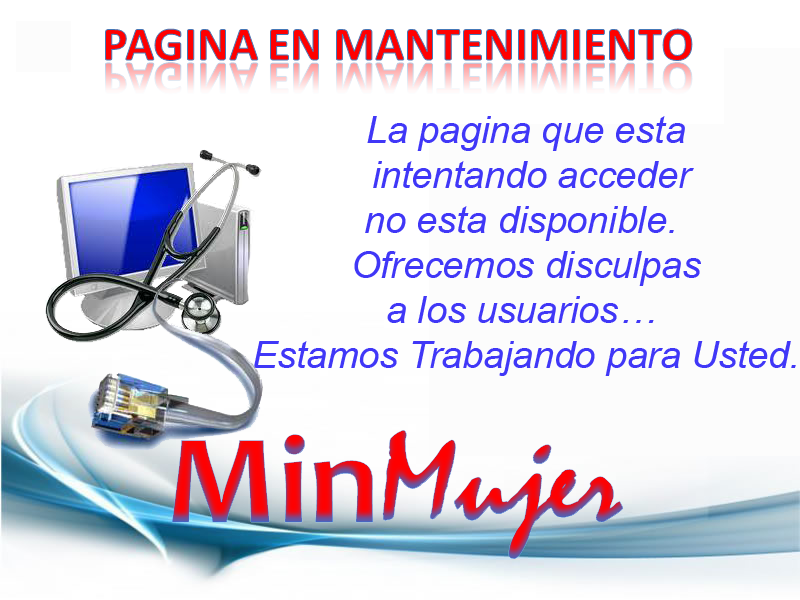 PAGINA EN MANTENIMIENTO
La pagina que esta
intentando acceder
no esta disponible.
Ofrecemos disculpas
a los usuarios…
Estamos Trabajando para Usted.
MinMujer